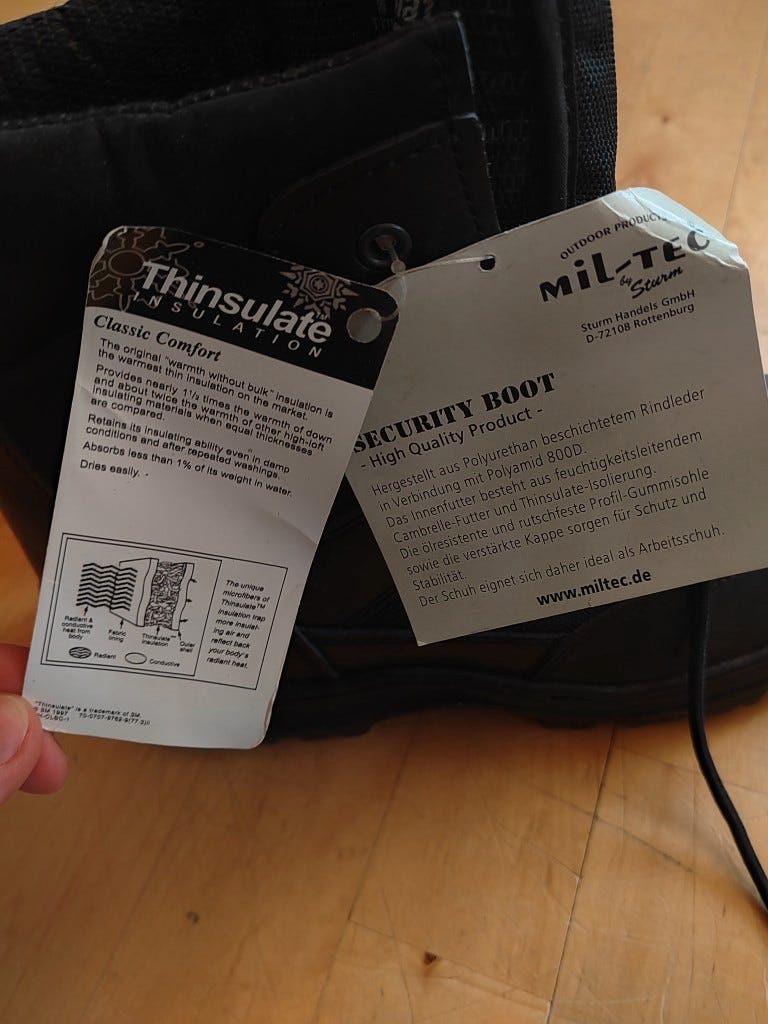 Thinsulate™
INSULATION
Classic Comfort
The original "warmth without bulk" insulation is
the warmest thin insulation on the market.
Provides nearly 1½ times the warmth of down
and about twice the warmth of other high-loft
insulating materials when equal thicknesses
are compared.
Retains its insulating ability even in damp
conditions and after repeated washings.
Absorbs less than 1% of its weight in water.
Dries easily.
Radiant &
conductive
heat from
body
Fabric
lining
Thinsulate™
insulation
Outer
shell
Radiant
Conductive
The unique
microfibers of
Thinsulate™
insulation trap
more insulat-
ing air and
reflect back
your body's
radiant heat.
"Thinsulate" is a trademark of 3M.
© 3M 1997
OUTDOOR PRODUCTS
MIL-TEC
by Sturm
Sturm Handels GmbH
D-72108 Rottenburg
SECURITY BOOT
- High Quality Product -
Hergestellt aus Polyurethan beschichtetem Rindleder
in Verbindung mit Polyamid 800D.
Das Innenfutter besteht aus feuchtigkeitsleitendem
Cambrelle-Futter und Thinsulate-Isolierung.
Die ölresistente und rutschfeste Profil-Gummisohle
sowie die verstärkte Kappe sorgen für Schutz und
Stabilität.
Der Schuh eignet sich daher ideal als Arbeitsschuh.
www.miltec.de